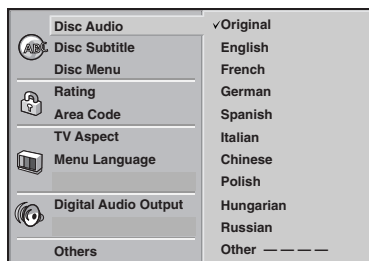 Disc Audio
Disc Subtitle
Disc Menu
Rating
Area Code
TV Aspect
Menu Language
Digital Audio Output
Others
ABC
✓Original
English
French
German
Spanish
Italian
Chinese
Polish
Hungarian
Russian
Other — — — —